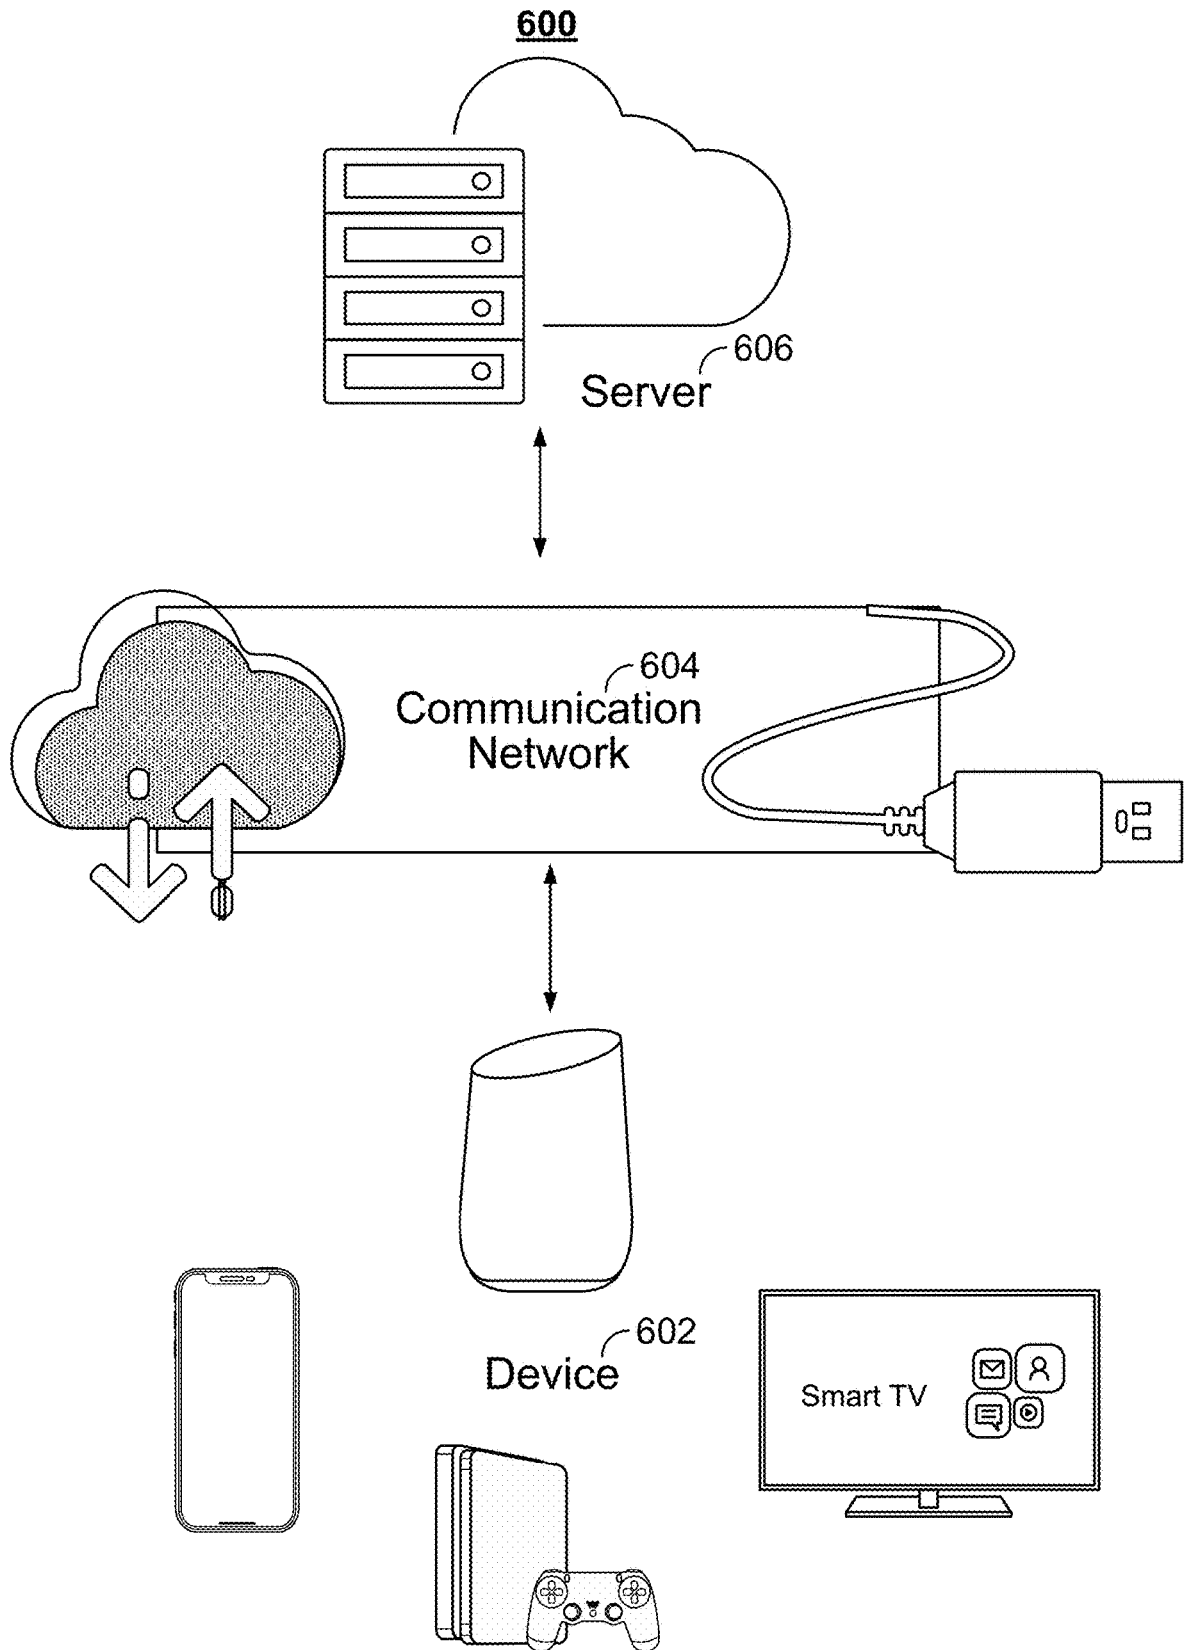 600
606
Server
604
Communication
Network
602
Device
Smart TV